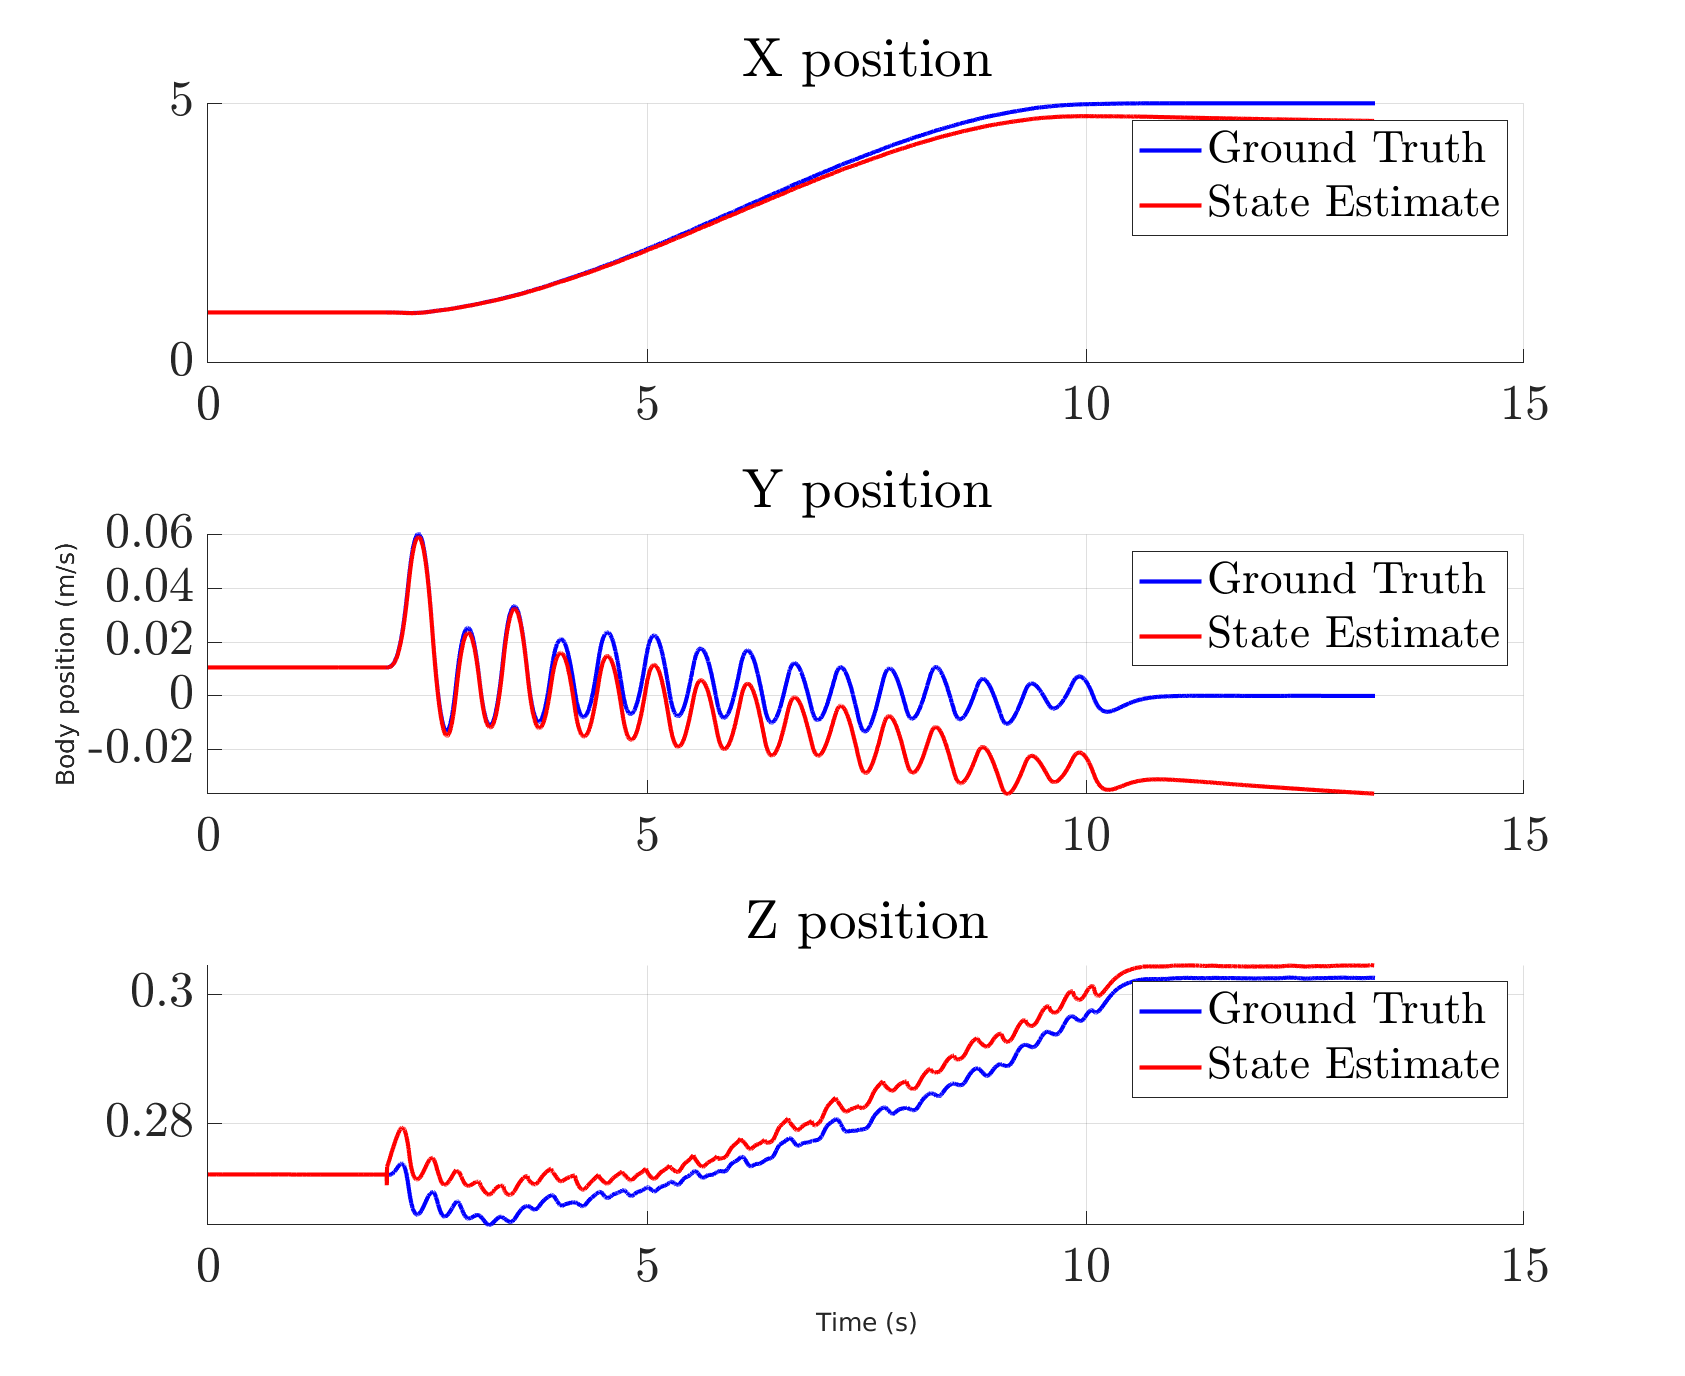 X position
5
0
0 5 10 15
Ground Truth
State Estimate
Y position
Body position (m/s)
0.06
0.04
0.02
0
-0.02
0 5 10 15
Ground Truth
State Estimate
Z position
0.3
0.28
0 5 10 15
Ground Truth
State Estimate
Time (s)